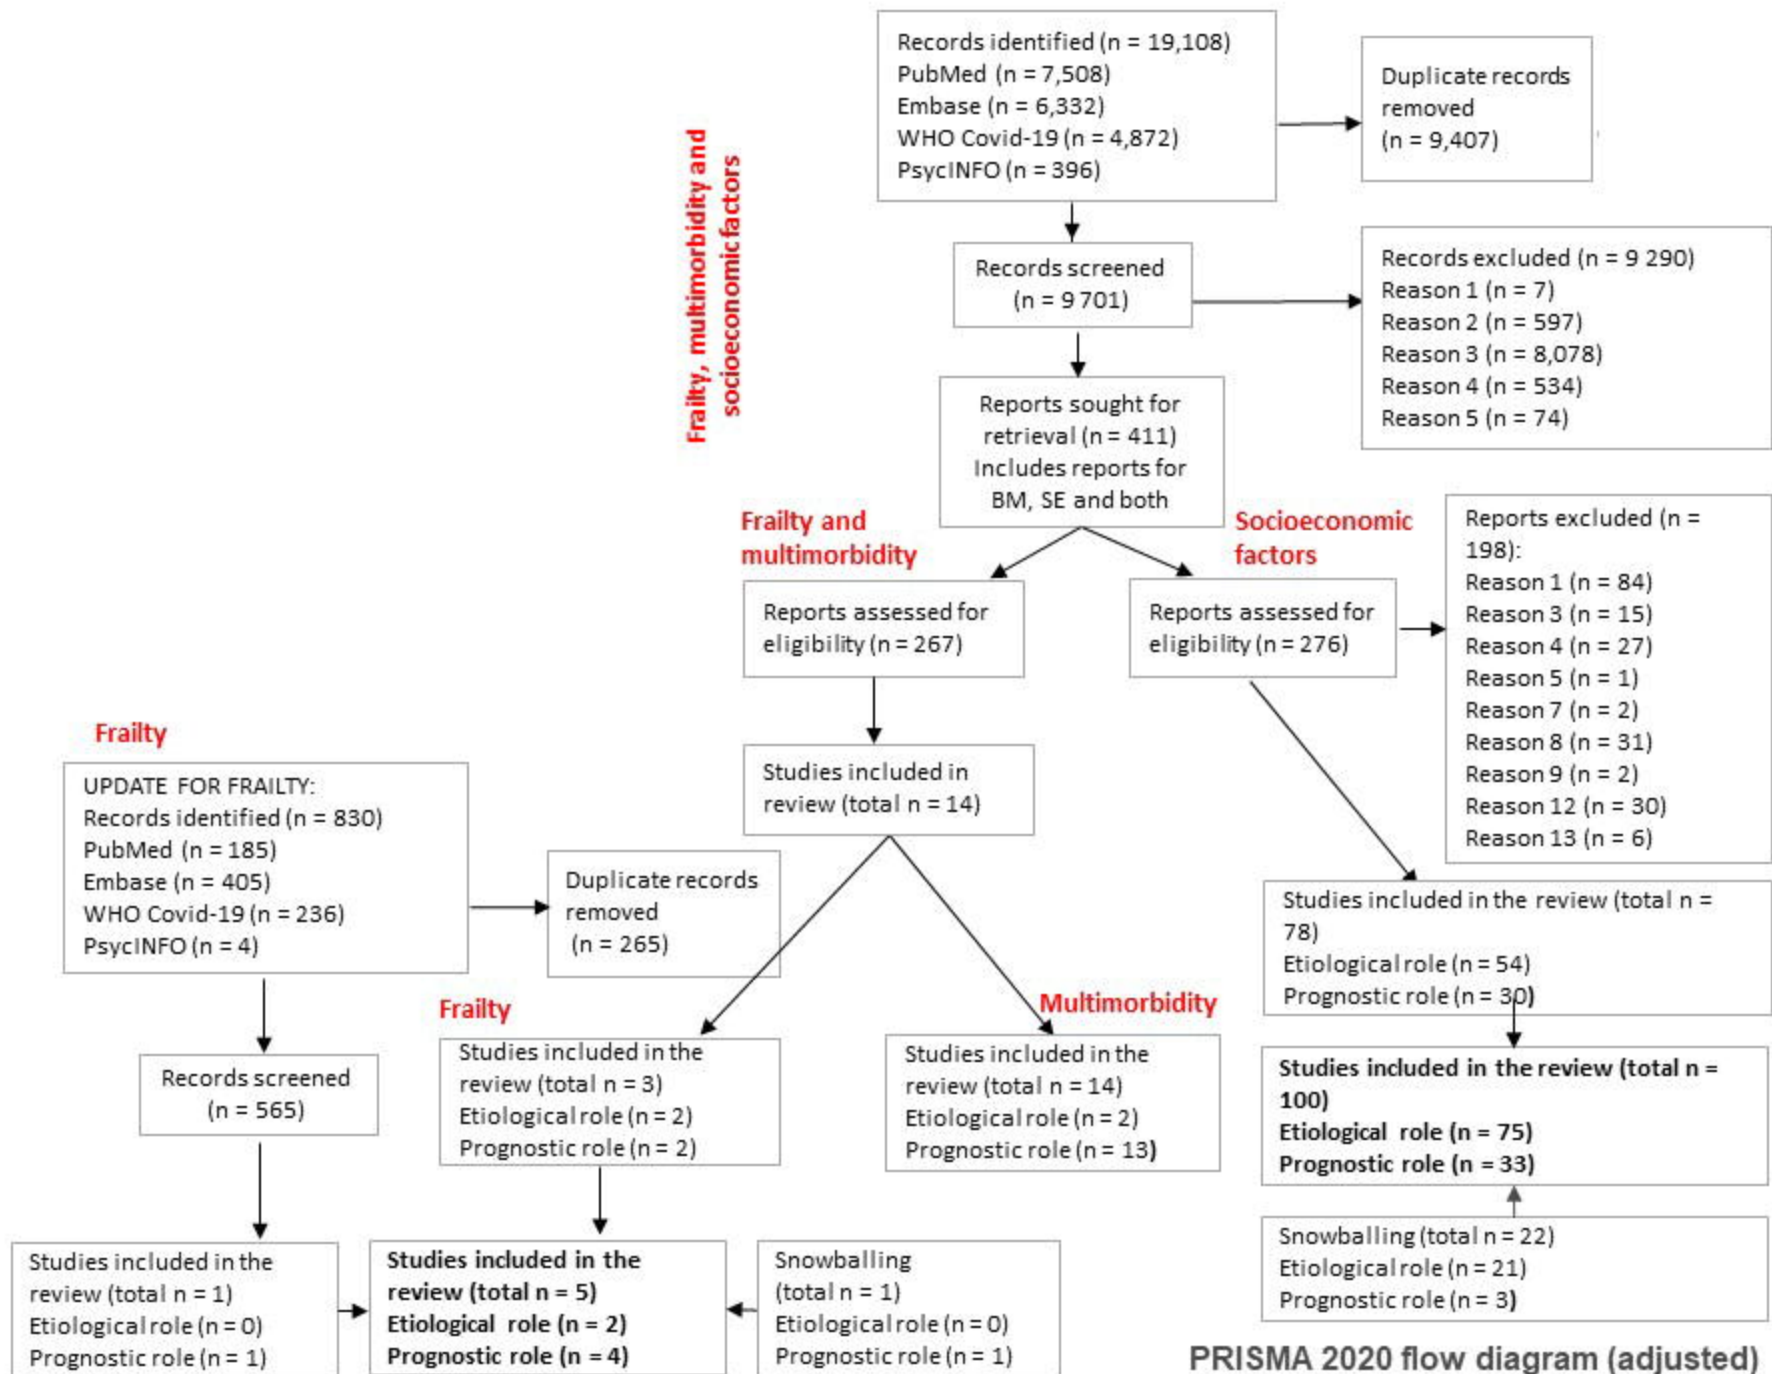 Records identified (n = 19,108)
PubMed (n = 7,508)
Embase (n = 6,332)
WHO Covid-19 (n = 4,872)
PsycINFO (n = 396)
Duplicate records
removed
(n = 9,407)
Frailty, multimorbidity and
socioeconomic factors
Records screened
(n = 9 701)
Records excluded (n = 9 290)
Reason 1 (n = 7)
Reason 2 (n = 597)
Reason 3 (n = 8,078)
Reason 4 (n = 534)
Reason 5 (n = 74)
Reports sought for
retrieval (n = 411)
Includes reports for
BM, SE and both
Frailty and
multimorbidity
Socioeconomic
factors
Reports assessed for
eligibility (n = 267)
Reports assessed for
eligibility (n = 276)
Reports excluded (n =
198):
Reason 1 (n = 84)
Reason 3 (n = 15)
Reason 4 (n = 27)
Reason 5 (n = 1)
Reason 7 (n = 2)
Reason 8 (n = 31)
Reason 9 (n = 2)
Reason 12 (n = 30)
Reason 13 (n = 6)
Frailty
UPDATE FOR FRAILTY:
Records identified (n = 830)
PubMed (n = 185)
Embase (n = 405)
WHO Covid-19 (n = 236)
PsycINFO (n = 4)
Duplicate records
removed
(n = 265)
Studies included in
review (total n = 14)
Studies included in the review (total n =
78)
Etiological role (n = 54)
Prognostic role (n = 30)
Frailty
Multimorbidity
Records screened
(n = 565)
Studies included in the
review (total n = 3)
Etiological role (n = 2)
Prognostic role (n = 2)
Studies included in the
review (total n = 14)
Etiological role (n = 2)
Prognostic role (n = 13)
Studies included in the review (total n =
100)
Etiological role (n = 75)
Prognostic role (n = 33)
Studies included in the
review (total n = 1)
Etiological role (n = 0)
Prognostic role (n = 1)
Studies included in the
review (total n = 5)
Etiological role (n = 2)
Prognostic role (n = 4)
Snowballing
(total n = 1)
Etiological role (n = 0)
Prognostic role (n = 1)
Snowballing (total n = 22)
Etiological role (n = 21)
Prognostic role (n = 3)
PRISMA 2020 flow diagram (adjusted)